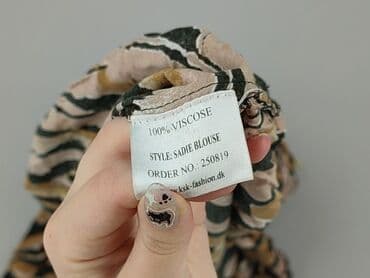 100% VISCOSE
STYLE: SADIE BLOUSE
ORDER NO.: 250819
.ksk-fashion.dk